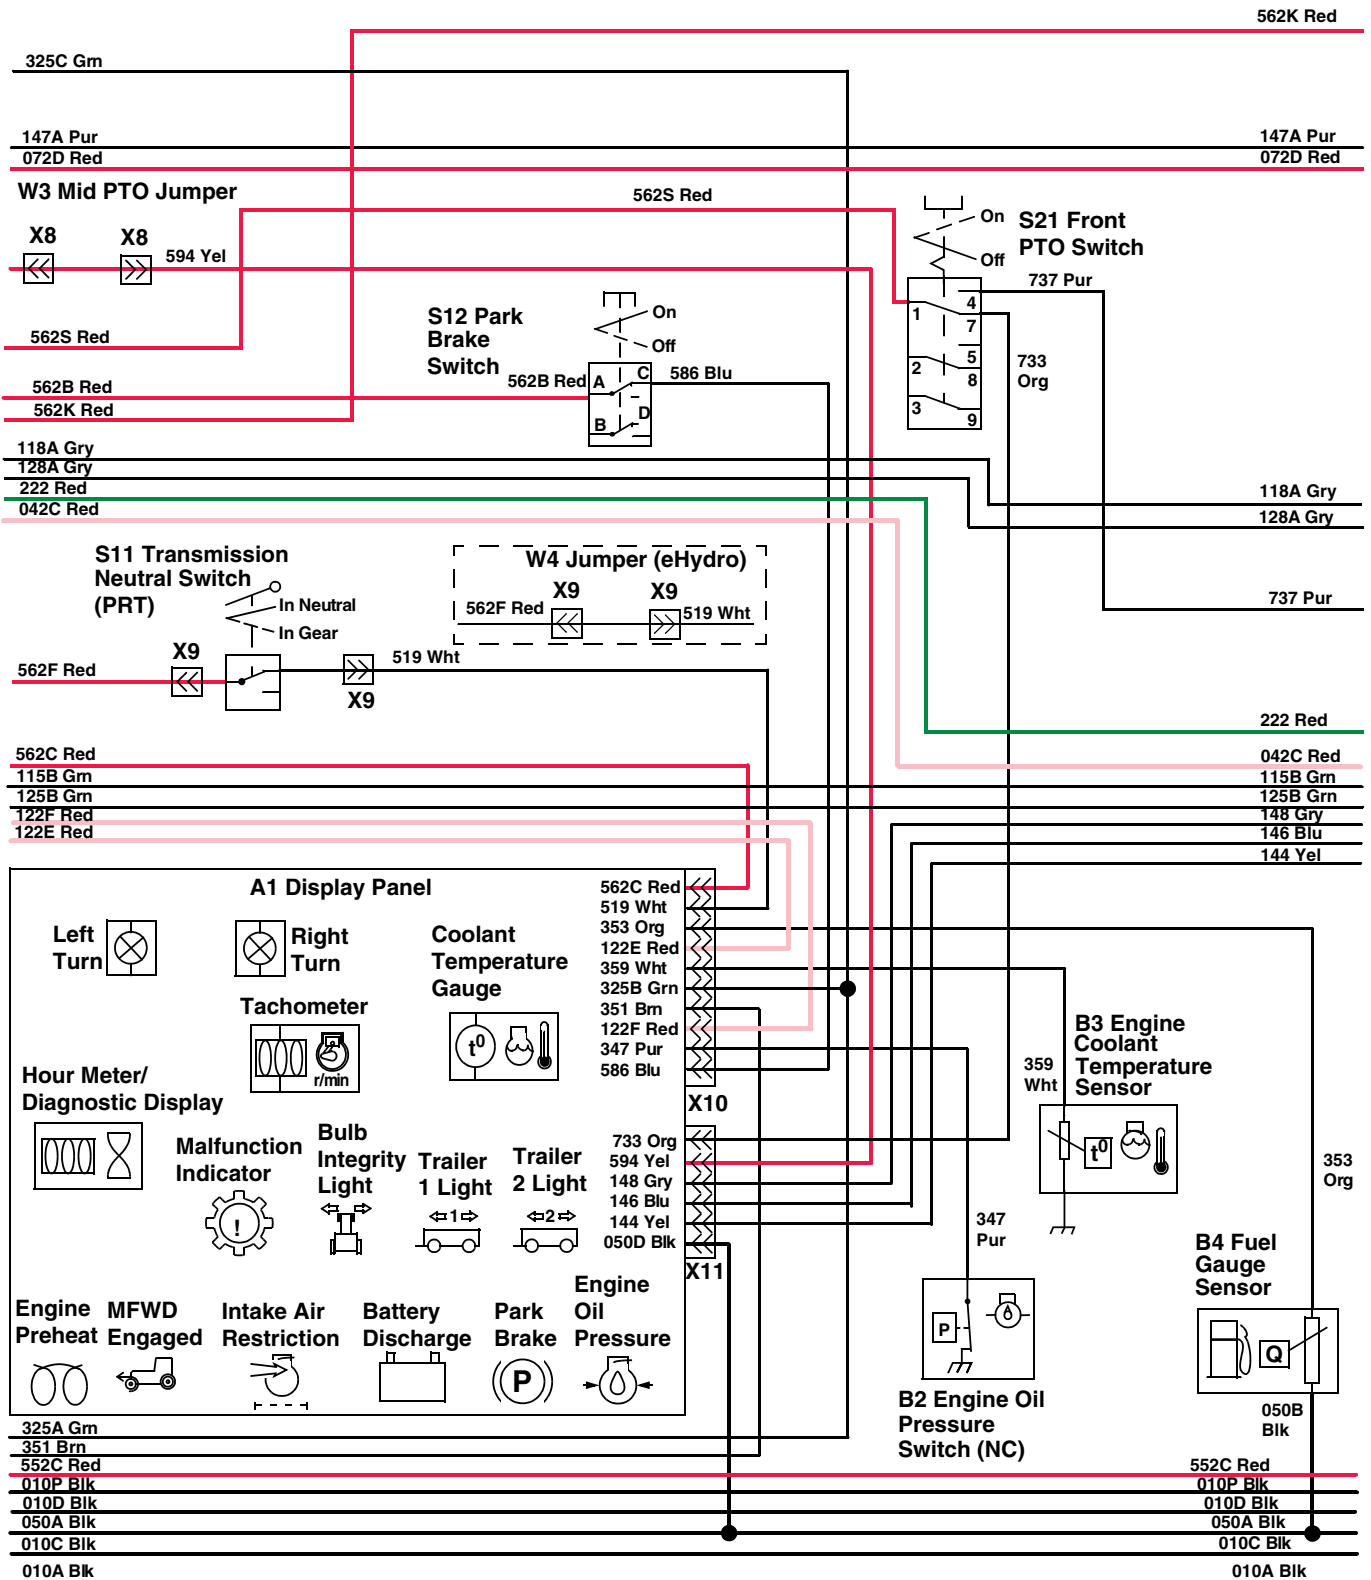 562K Red
325C Grn
147A Pur
147A Pur
072D Red
072D Red
W3 Mid PTO Jumper
562S Red
X8
X8
594 Yel
On
Off
S21 Front
PTO Switch
737 Pur
1
4
7
2
5
8
3
9
733
Org
562S Red
S12 Park
Brake
Switch
On
Off
562B Red
562B Red
A
C
586 Blu
B
D
562K Red
118A Gry
128A Gry
222 Red
042C Red
118A Gry
128A Gry
S11 Transmission
Neutral Switch
(PRT)
In Neutral
In Gear
W4 Jumper (eHydro)
X9
X9
562F Red
519 Wht
737 Pur
X9
562F Red
519 Wht
X9
222 Red
562C Red
042C Red
115B Grn
115B Grn
125B Grn
125B Grn
122F Red
148 Gry
122E Red
146 Blu
144 Yel
A1 Display Panel
562C Red
519 Wht
353 Org
122E Red
359 Wht
325B Grn
351 Brn
122F Red
347 Pur
586 Blu
X10
Left
Turn
Right
Turn
Coolant
Temperature
Gauge
t0
Tachometer
r/min
Hour Meter/
Diagnostic Display
Malfunction
Indicator
!
Bulb
Integrity
Light
Trailer
1 Light
1
Trailer
2 Light
2
733 Org
594 Yel
148 Gry
146 Blu
144 Yel
050D Blk
X11
B3 Engine
Coolant
Temperature
Sensor
359
Wht
t0
353
Org
347
Pur
B4 Fuel
Gauge
Sensor
Q
050B
Blk
P
B2 Engine Oil
Pressure
Switch (NC)
Engine
Preheat
MFWD
Engaged
Intake Air
Restriction
Battery
Discharge
Park
Brake
P
Engine
Oil
Pressure
325A Grn
351 Brn
552C Red
552C Red
010P Blk
010P Blk
010D Blk
010D Blk
050A Blk
050A Blk
010C Blk
010C Blk
010A Blk
010A Blk